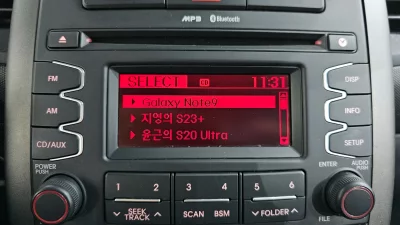 MP3 Bluetooth
FM
SELECT CD 11:31
DISP
Galaxy Note9
AM
지영의 S23+
INFO
CD/AUX
윤근의 S20 Ultra
SETUP
POWER
PUSH
ENTER
AUDIO
PUSH
1 2 3 4 5 6
SEEK
TRACK
SCAN BSM
FOLDER
FILE